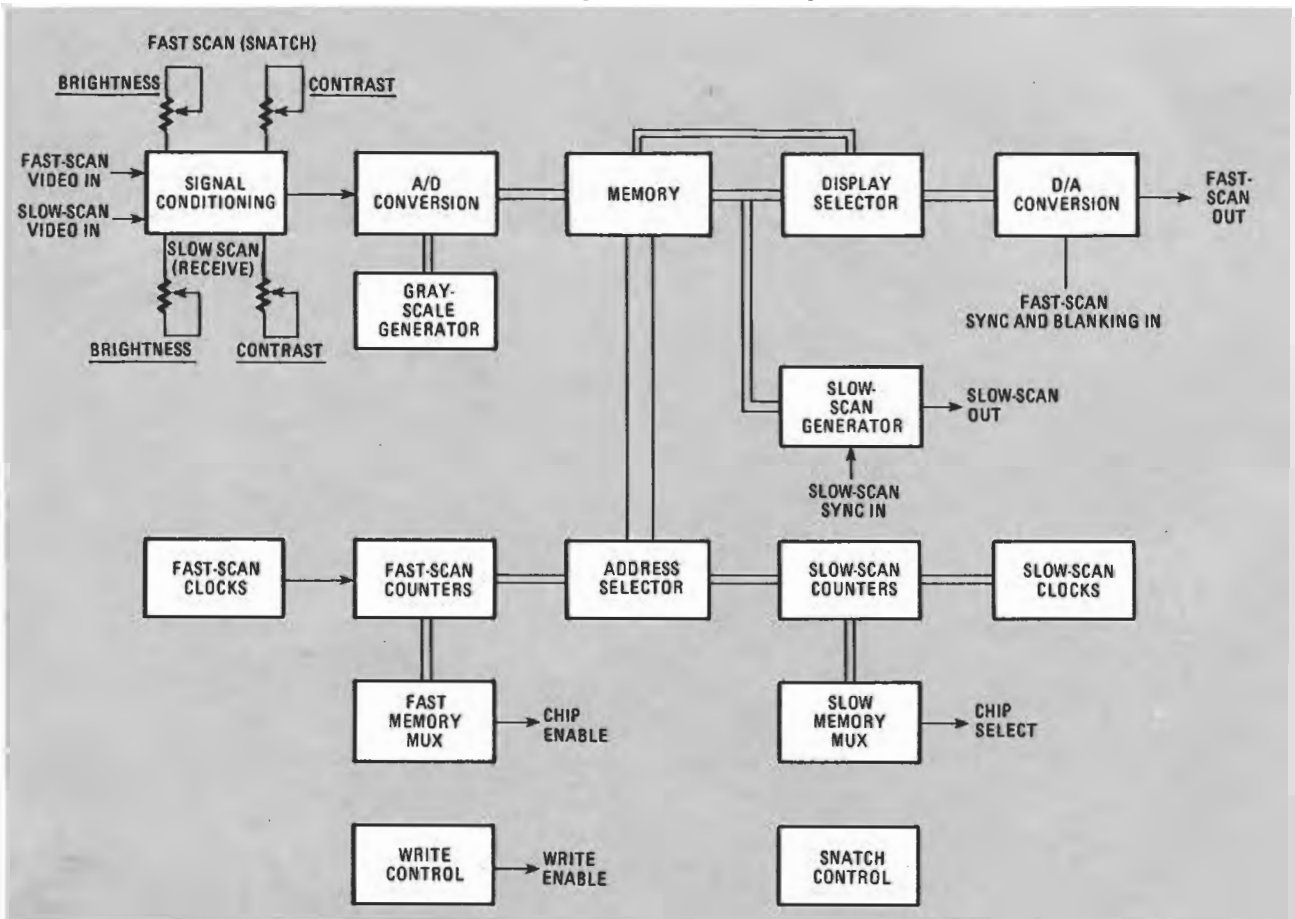 FAST SCAN (SNATCH)
BRIGHTNESS
CONTRAST
FAST-SCAN
VIDEO IN
SLOW-SCAN
VIDEO IN
SIGNAL
CONDITIONING
A/D
CONVERSION
MEMORY
DISPLAY
SELECTOR
D/A
CONVERSION
FAST-
SCAN
OUT
SLOW SCAN
(RECEIVE)
BRIGHTNESS
CONTRAST
GRAY-
SCALE
GENERATOR
FAST-SCAN
SYNC AND BLANKING IN
SLOW-
SCAN
GENERATOR
SLOW-SCAN
OUT
SLOW-SCAN
SYNC IN
FAST-SCAN
CLOCKS
FAST-SCAN
COUNTERS
ADDRESS
SELECTOR
SLOW-SCAN
COUNTERS
SLOW-SCAN
CLOCKS
FAST
MEMORY
MUX
CHIP
ENABLE
SLOW
MEMORY
MUX
CHIP
SELECT
WRITE
CONTROL
WRITE
ENABLE
SNATCH
CONTROL